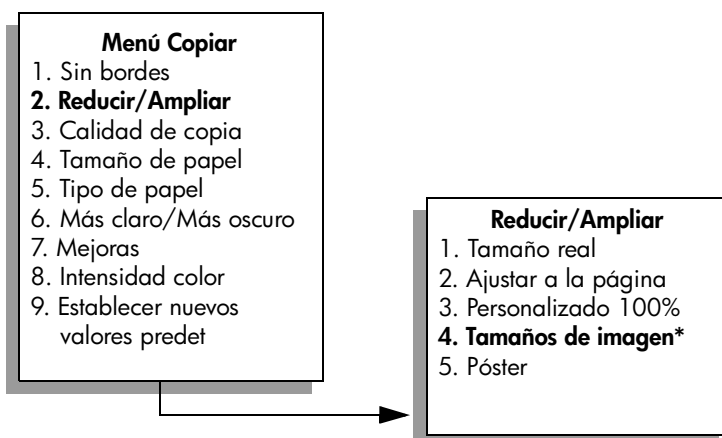 Menú Copiar
1. Sin bordes
2. Reducir/Ampliar
3. Calidad de copia
4. Tamaño de papel
5. Tipo de papel
6. Más claro/Más oscuro
7. Mejoras
8. Intensidad color
9. Establecer nuevos
valores predet
Reducir/Ampliar
1. Tamaño real
2. Ajustar a la página
3. Personalizado 100%
4. Tamaños de imagen*
5. Póster